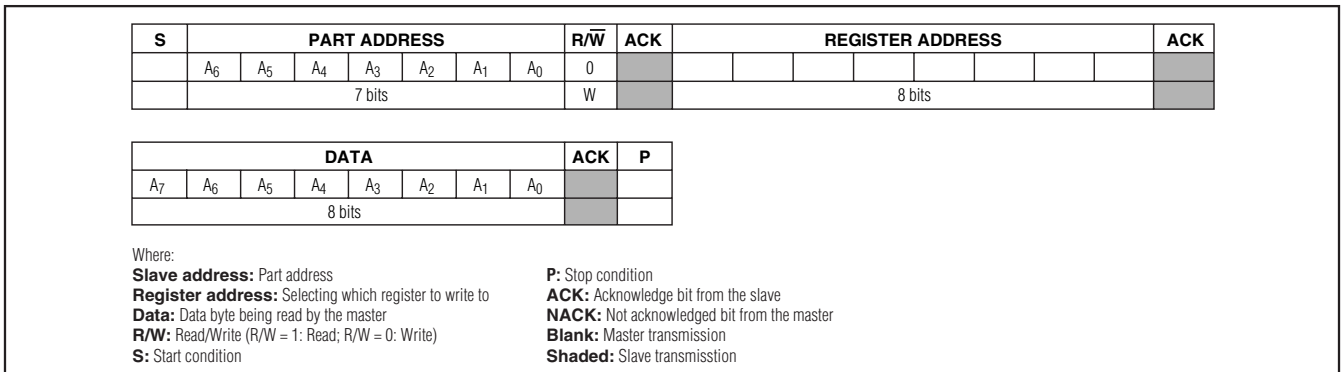 S PART ADDRESS R/W̅ ACK REGISTER ADDRESS ACK
A6 A5 A4 A3 A2 A1 A0 0
7 bits W 8 bits
DATA ACK P
A7 A6 A5 A4 A3 A2 A1 A0
8 bits
Where:
Slave address: Part address
Register address: Selecting which register to write to
Data: Data byte being read by the master
R/W: Read/Write (R/W = 1: Read; R/W = 0: Write)
S: Start condition
P: Stop condition
ACK: Acknowledge bit from the slave
NACK: Not acknowledged bit from the master
Blank: Master transmission
Shaded: Slave transmisstion